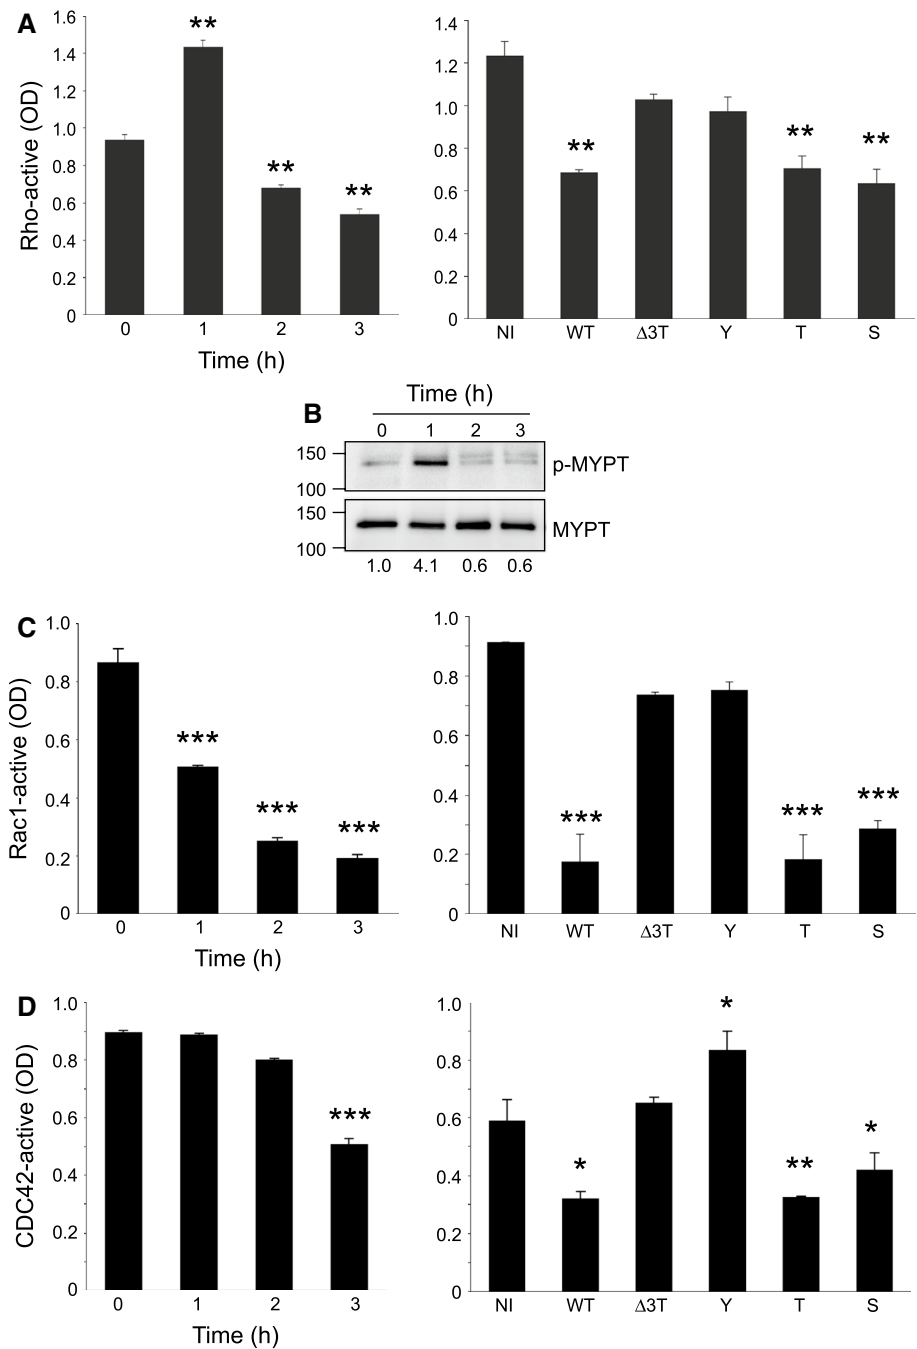 A
Rho-active (OD)
1.6
1.4
1.2
1.0
0.8
0.6
0.4
0.2
0
**
**
**
0 1 2 3
Time (h)
1.4
1.2
1.0
0.8
0.6
0.4
0.2
0
**
**
**
NI WT Δ3T Y T S
B
Time (h)
0 1 2 3
150
100
p-MYPT
150
100
MYPT
1.0 4.1 0.6 0.6
C
Rac1-active (OD)
1.0
0.8
0.6
0.4
0.2
0
***
***
***
0 1 2 3
Time (h)
1.0
0.8
0.6
0.4
0.2
0
***
***
***
NI WT Δ3T Y T S
D
CDC42-active (OD)
1.0
0.8
0.6
0.4
0.2
0
***
0 1 2 3
Time (h)
1.0
0.8
0.6
0.4
0.2
0
*
*
**
*
NI WT Δ3T Y T S